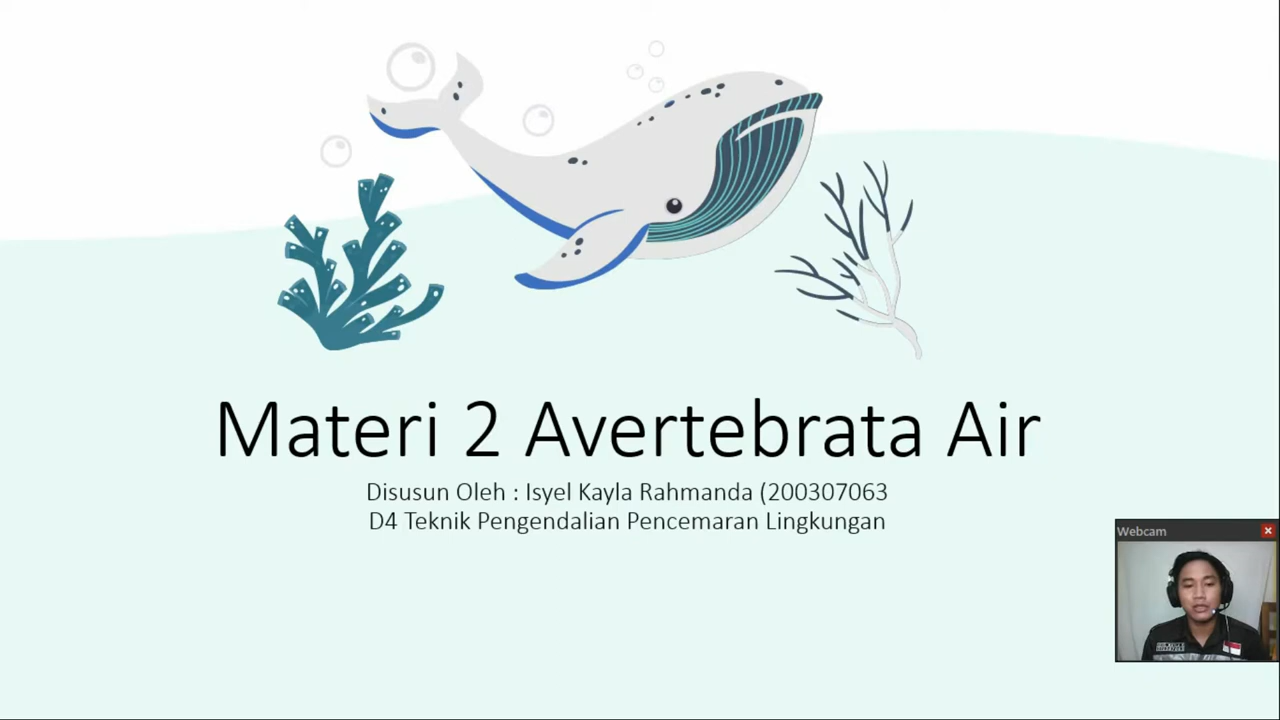 Materi 2 Avertebrata Air
Disusun Oleh : Isyel Kayla Rahmanda (200307063
D4 Teknik Pengendalian Pencemaran Lingkungan
Webcam